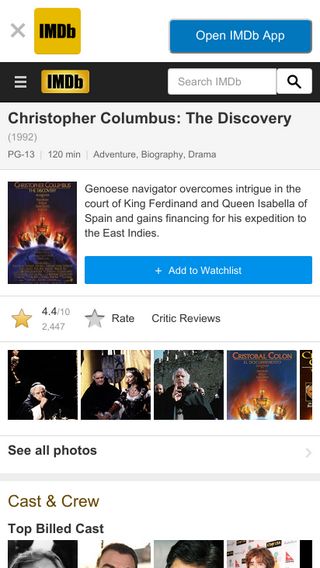 IMDb
Open IMDb App
IMDb
Search IMDb
Christopher Columbus: The Discovery
(1992)
PG-13 | 120 min | Adventure, Biography, Drama
CHRISTOPHER COLUMBUS
THE DISCOVERY
Genoese navigator overcomes intrigue in the
court of King Ferdinand and Queen Isabella of
Spain and gains financing for his expedition to
the East Indies.
+ Add to Watchlist
4.4/10
2,447
Rate
Critic Reviews
CRISTOBAL COLON
EL DESCUBRIMIENTO
See all photos
Cast & Crew
Top Billed Cast